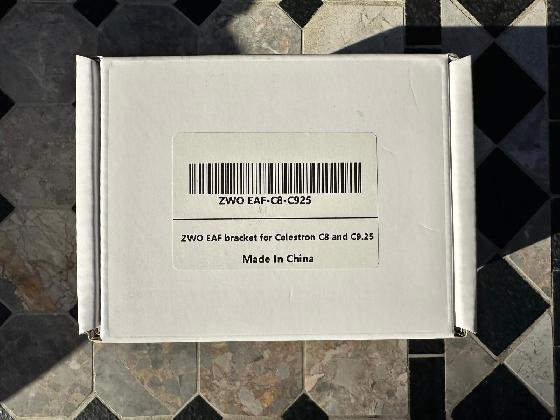 ZWO EAF-C8-C925
ZWO EAF bracket for Celestron C8 and C9.25
Made In China